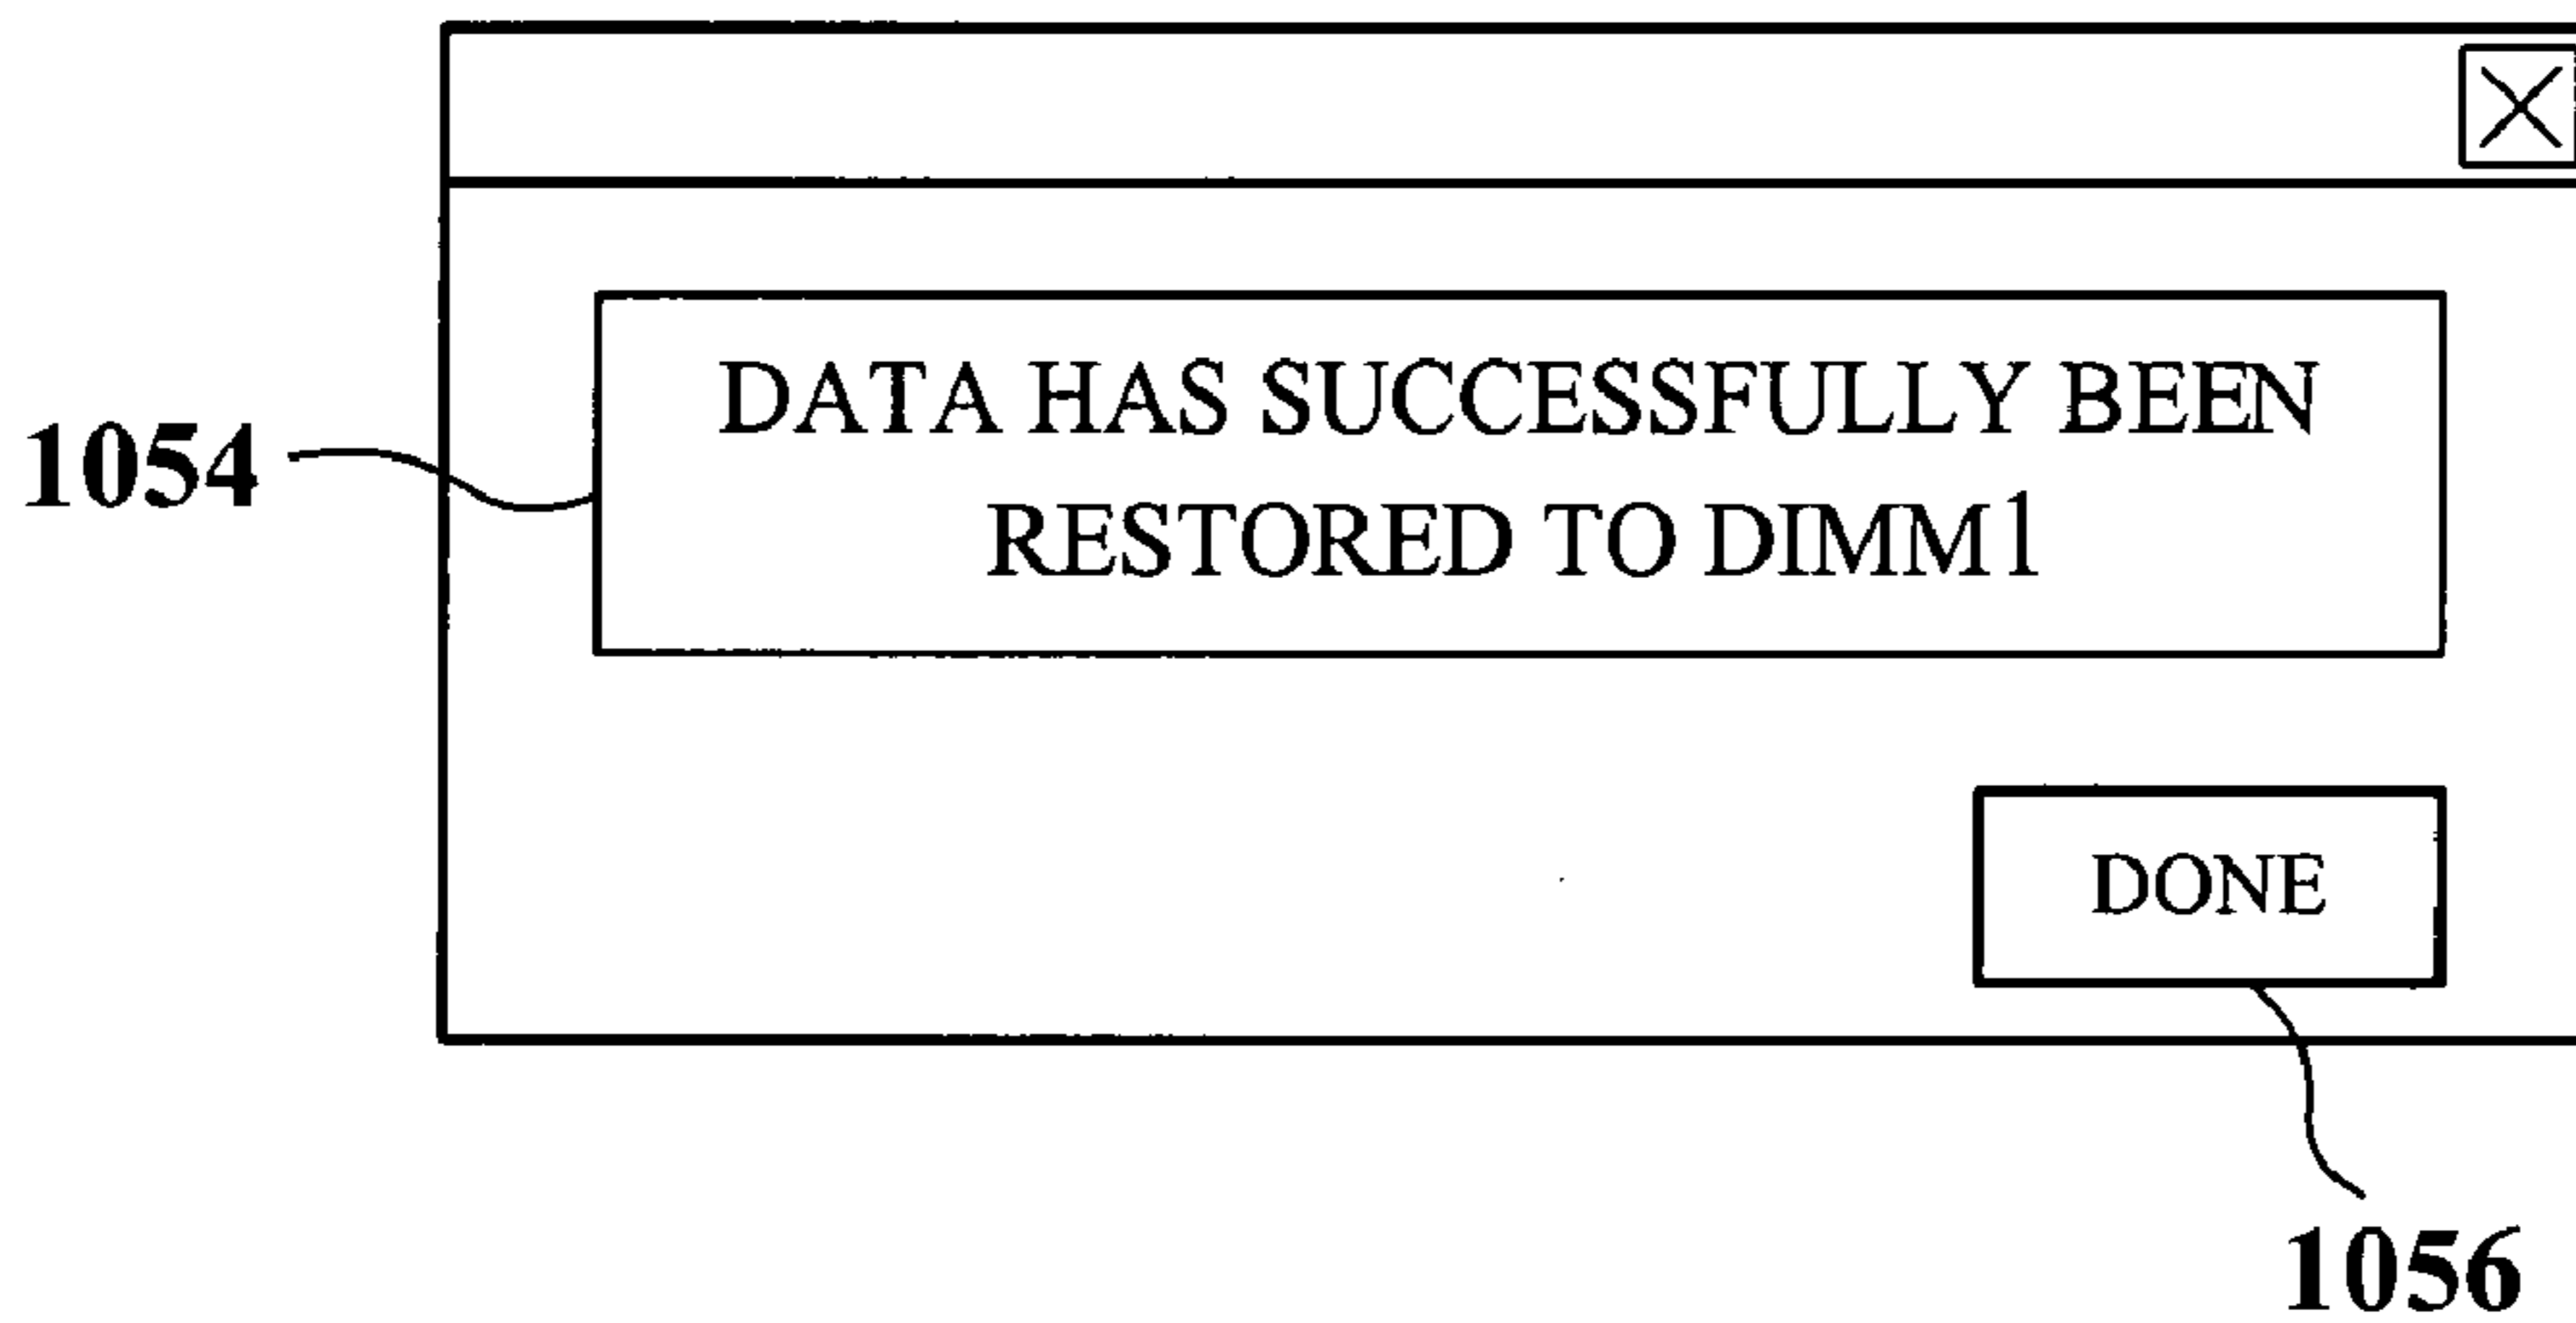 DATA HAS SUCCESSFULLY BEEN
RESTORED TO DIMM1
1054
DONE
1056